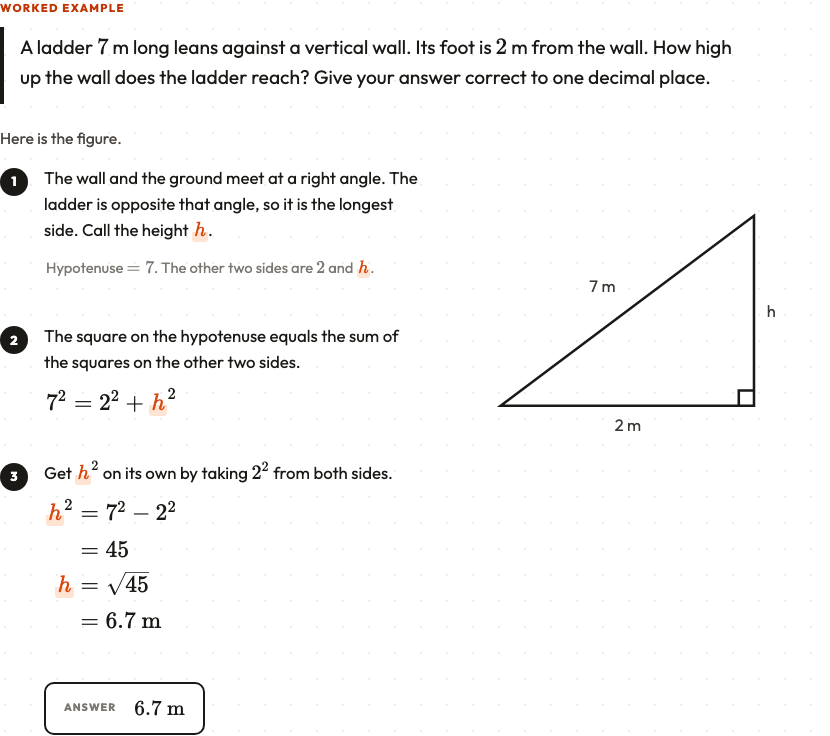 WORKED EXAMPLE
A ladder 7 m long leans against a vertical wall. Its foot is 2 m from the wall. How high
up the wall does the ladder reach? Give your answer correct to one decimal place.
Here is the figure.
1
The wall and the ground meet at a right angle. The
ladder is opposite that angle, so it is the longest
side. Call the height h.
Hypotenuse = 7. The other two sides are 2 and h.
2
The square on the hypotenuse equals the sum of
the squares on the other two sides.
7² = 2² + h²
3
Get h² on its own by taking 2² from both sides.
h² = 7² − 2²
= 45
h = √45
= 6.7 m
ANSWER 6.7 m
7 m
h
2 m